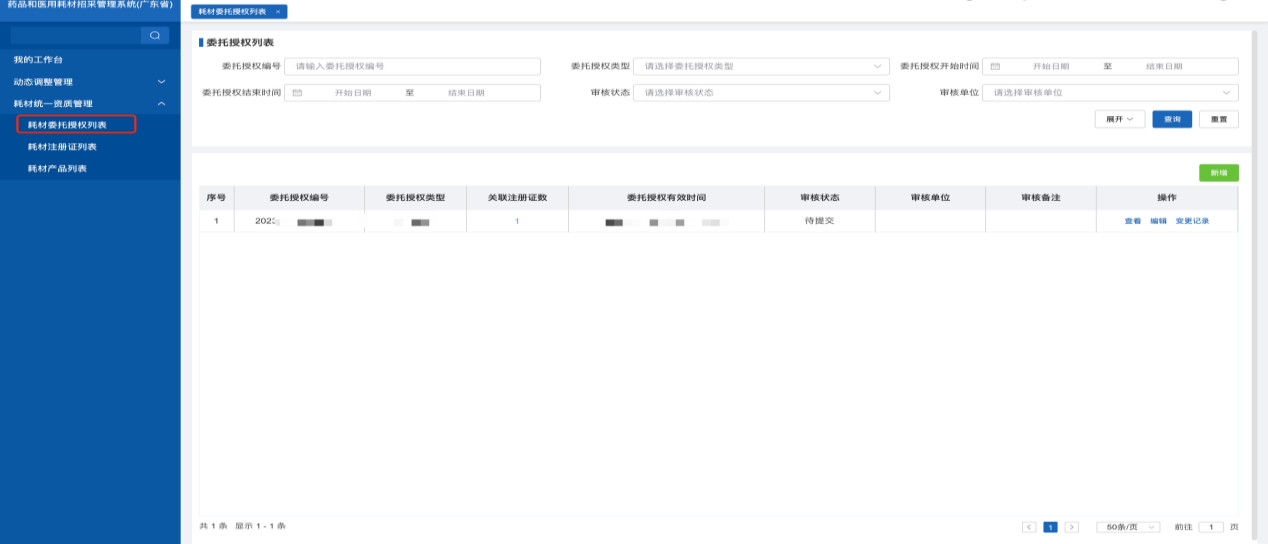 药品和医用耗材招采管理系统(广东省)
耗材委托授权列表 ×
我的工作台
动态调整管理
耗材统一资质管理
耗材委托授权列表
耗材注册证列表
耗材产品列表
委托授权列表
委托授权编号 请输入委托授权编号 委托授权类型 请选择委托授权类型 委托授权开始时间 开始日期 至 结束日期
委托授权结束时间 开始日期 至 结束日期 审核状态 请选择审核状态 审核单位 请选择审核单位
展开 查询 重置
新增
序号 委托授权编号 委托授权类型 关联注册证数 委托授权有效时间 审核状态 审核单位 审核备注 操作
1 202 1 待提交 查看 编辑 变更记录
共 1 条 显示 1 - 1 条 < 1 > 50条/页 前往 1 页